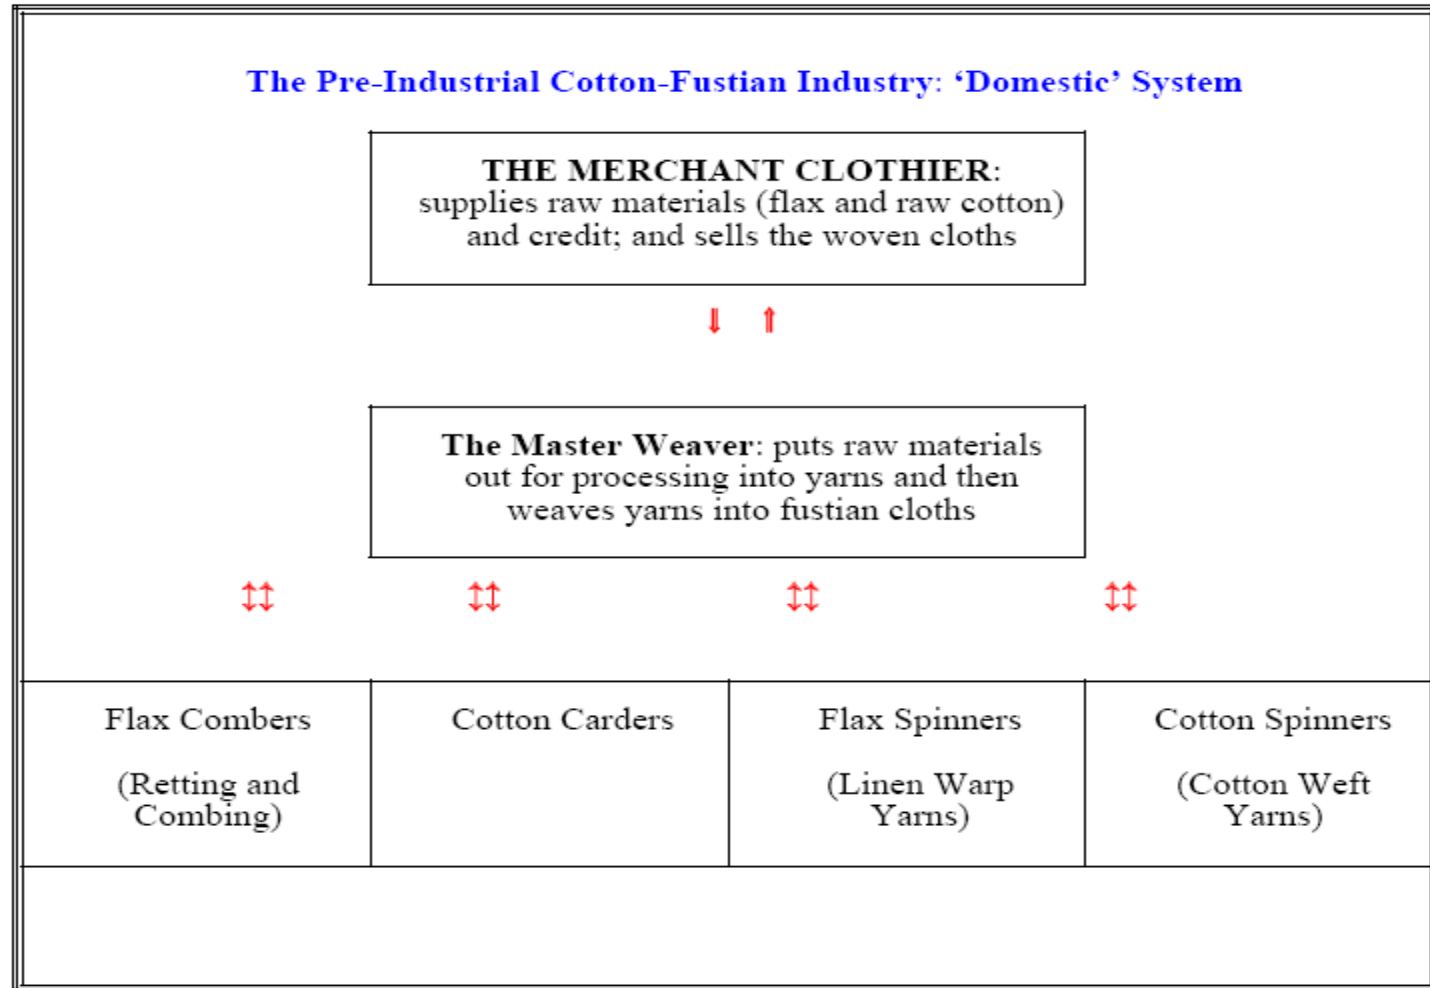 The Pre-Industrial Cotton-Fustian Industry: ‘Domestic’ System
THE MERCHANT CLOTHIER:
supplies raw materials (flax and raw cotton)
and credit; and sells the woven cloths
⇓ ⇑
The Master Weaver: puts raw materials
out for processing into yarns and then
weaves yarns into fustian cloths
↕↕ ↕↕ ↕↕ ↕↕
Flax Combers
(Retting and
Combing)
Cotton Carders
Flax Spinners
(Linen Warp
Yarns)
Cotton Spinners
(Cotton Weft
Yarns)